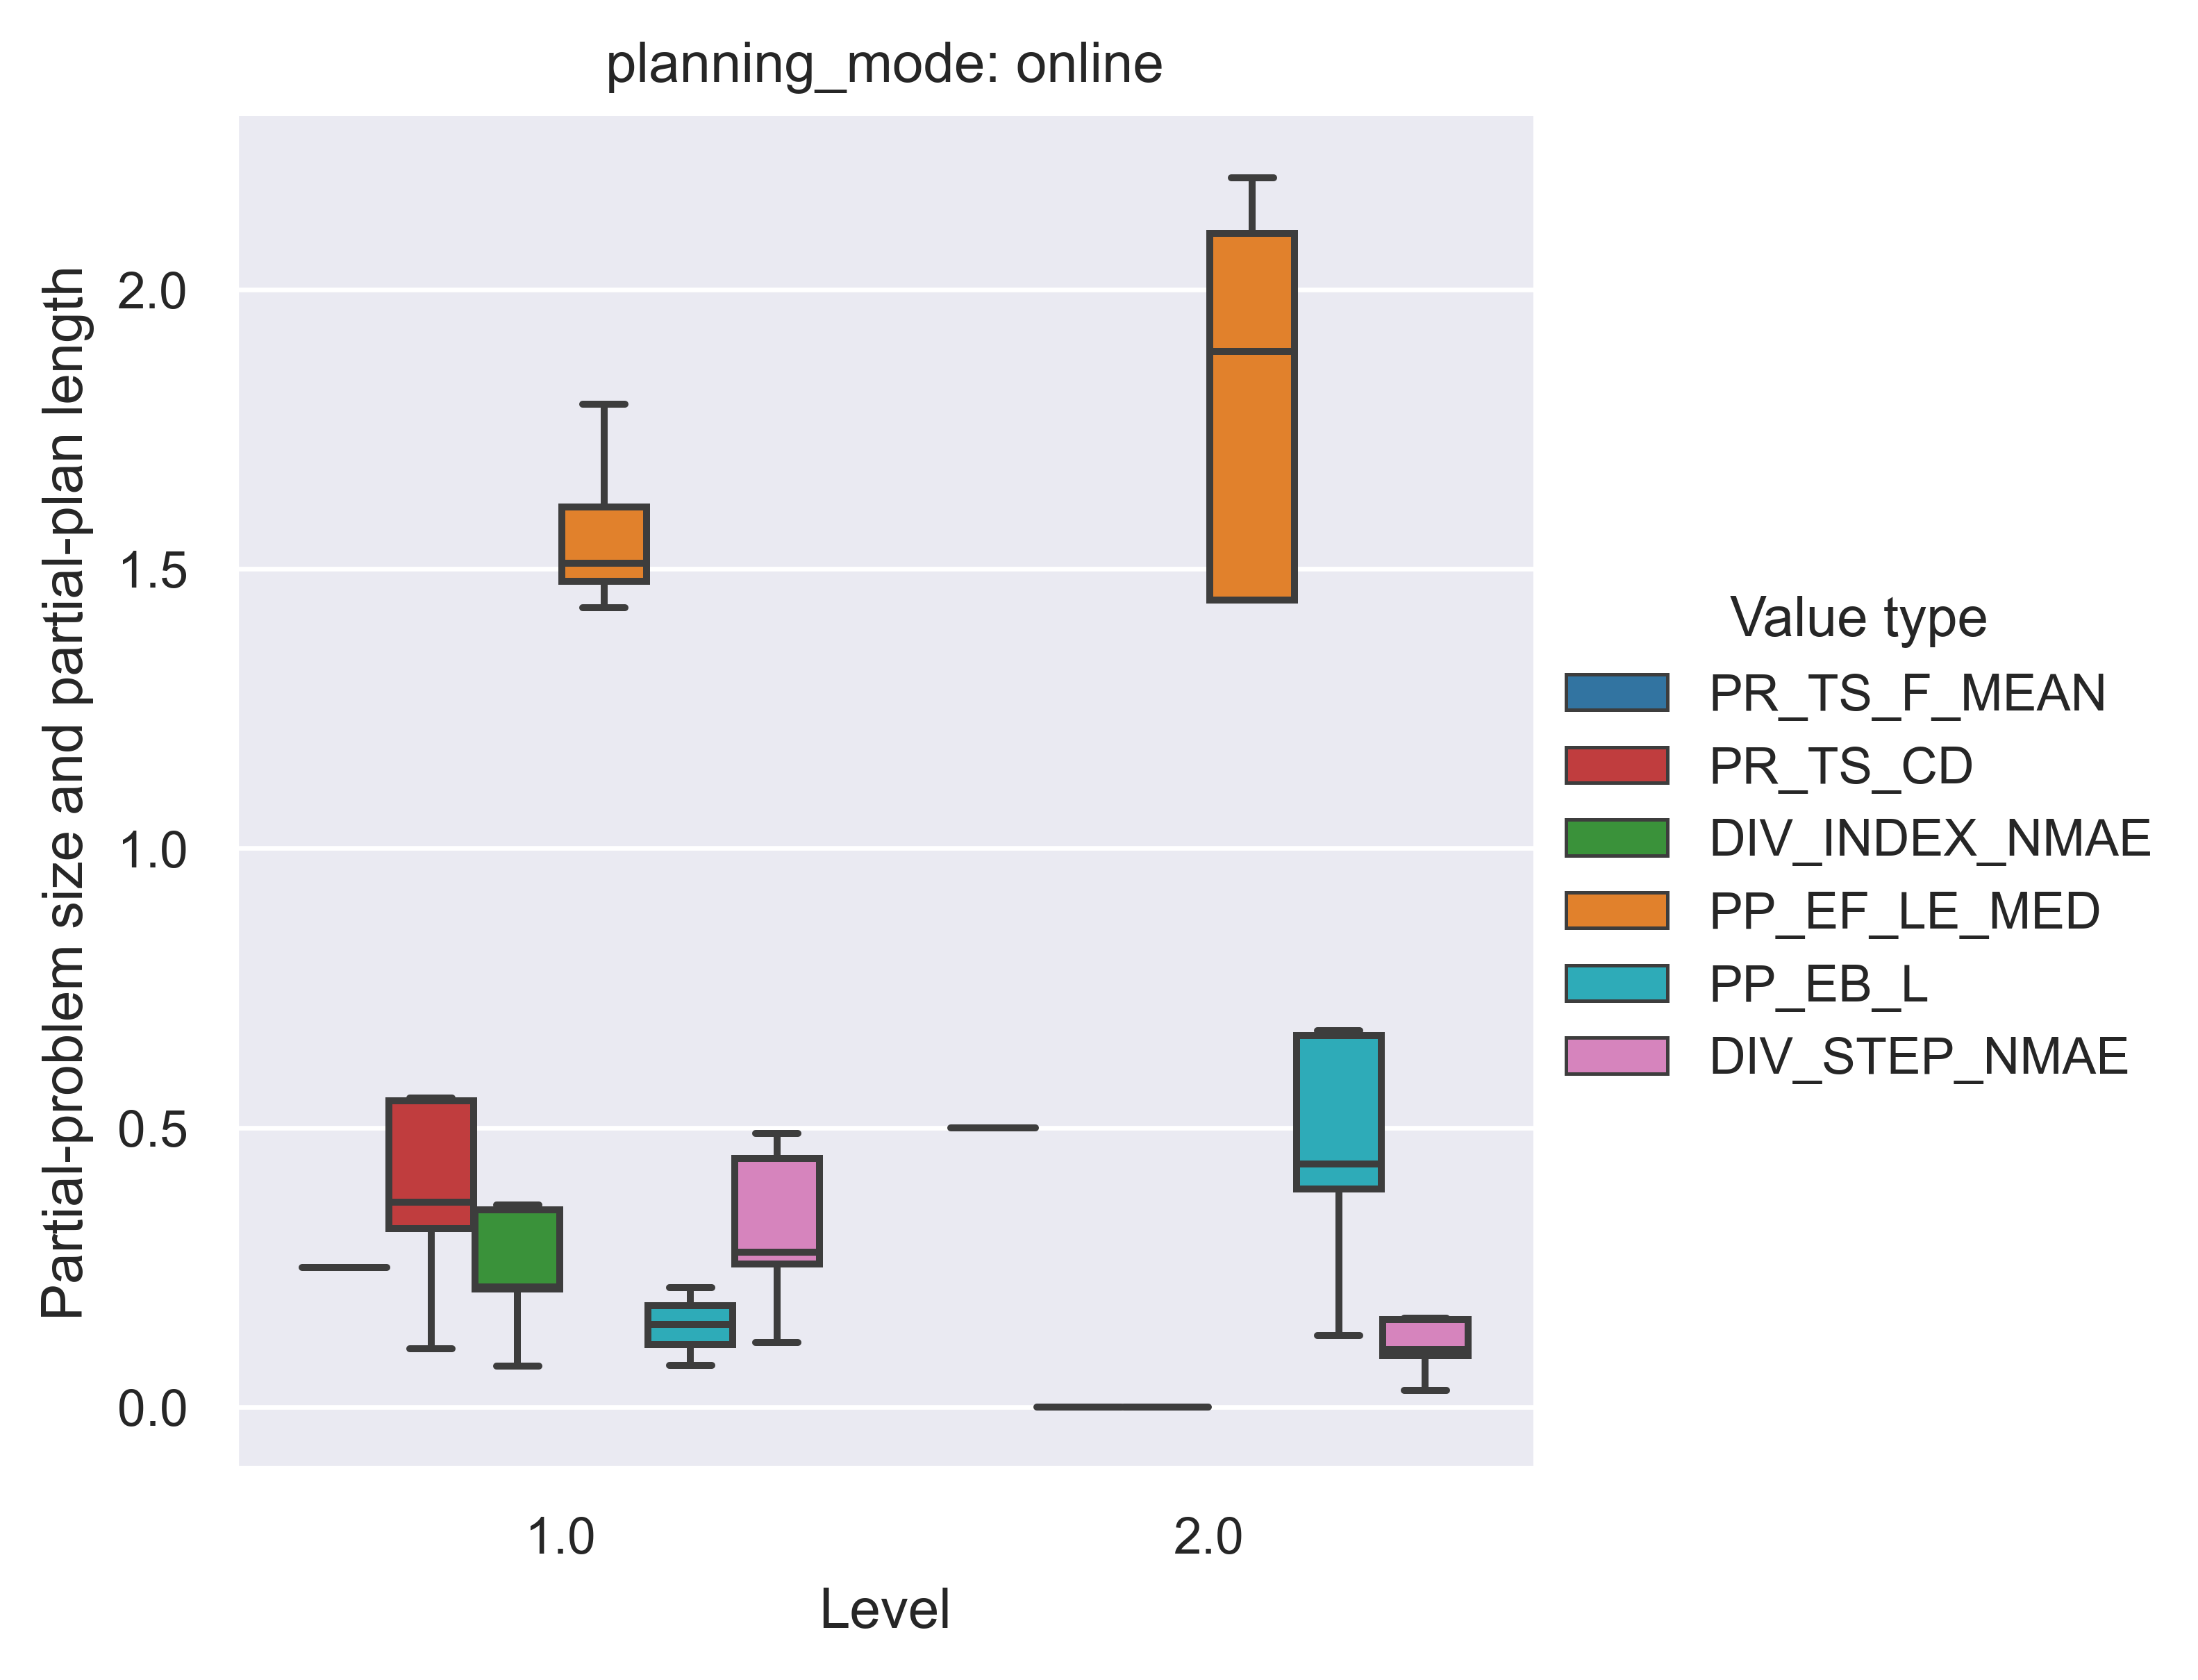 planning_mode: online
Partial-problem size and partial-plan length
2.0
1.5
1.0
0.5
0.0
1.0
2.0
Level
Value type
PR_TS_F_MEAN
PR_TS_CD
DIV_INDEX_NMAE
PP_EF_LE_MED
PP_EB_L
DIV_STEP_NMAE